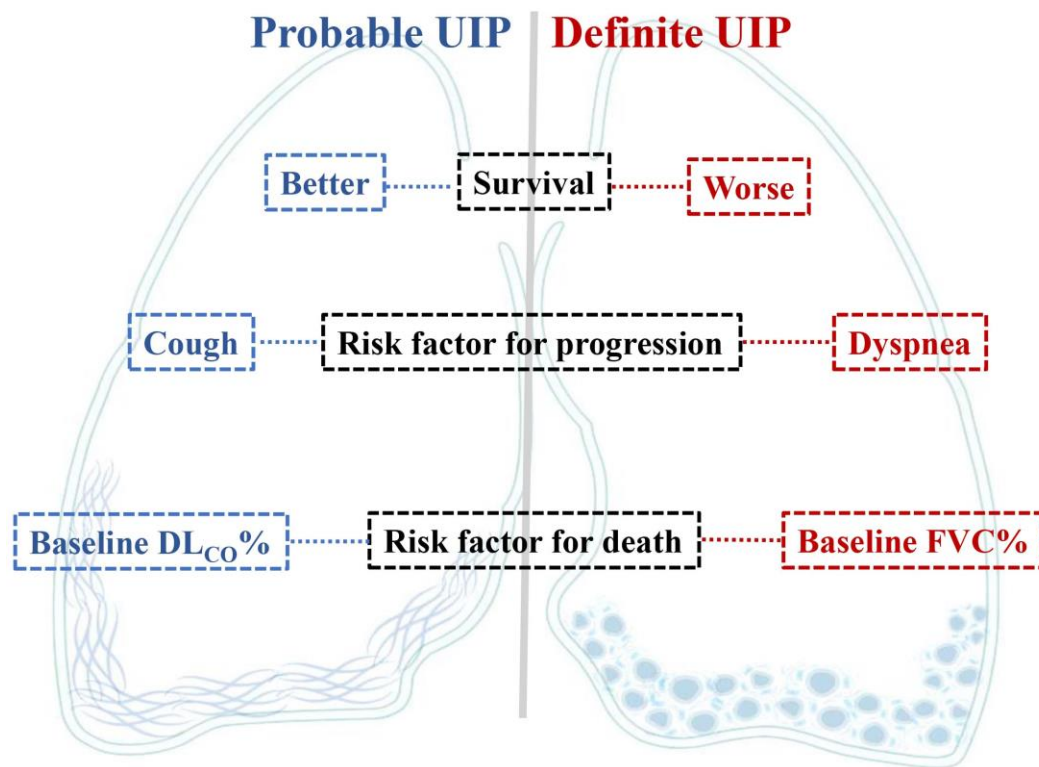 Probable UIP Definite UIP
Better Survival Worse
Cough Risk factor for progression Dyspnea
Baseline DLCO% Risk factor for death Baseline FVC%